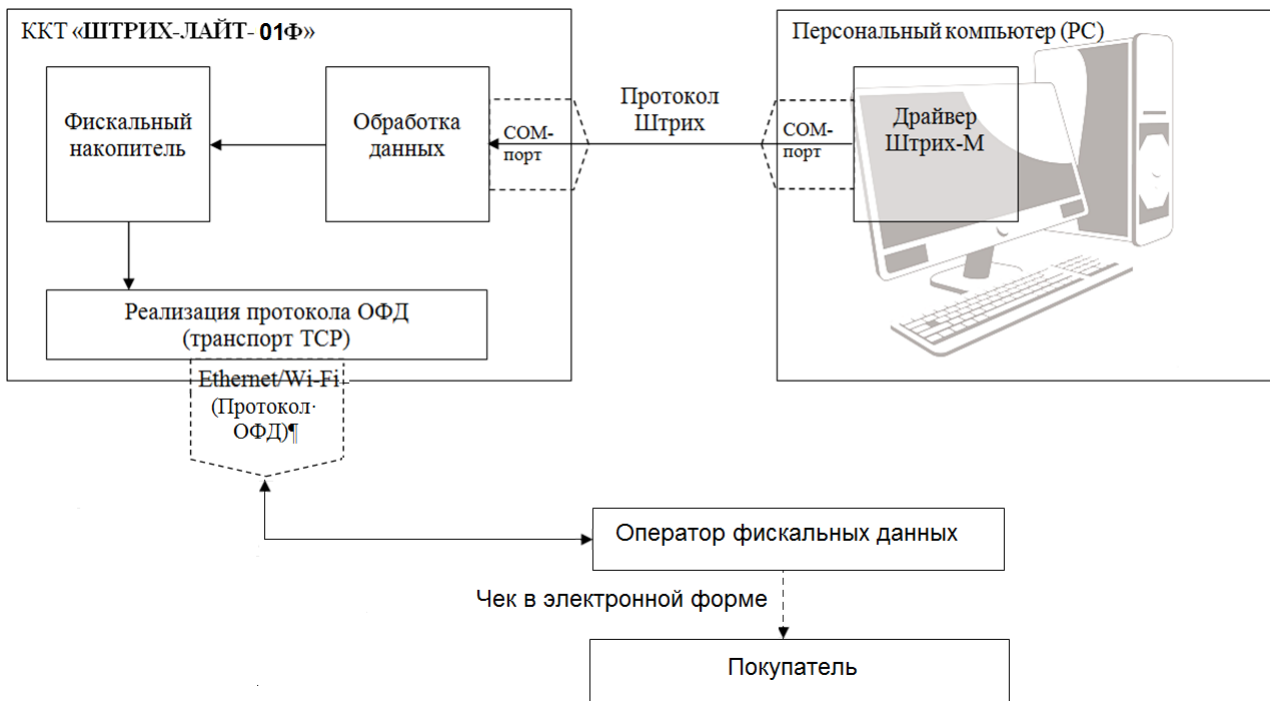 ККТ «ШТРИХ-ЛАЙТ- 01Ф»
Фискальный
накопитель
Обработка
данных
COM-
порт
Протокол
Штрих
Персональный компьютер (PC)
COM-
порт
Драйвер
Штрих-М
Реализация протокола ОФД
(транспорт TCP)
Ethernet/Wi-Fi
(Протокол·
ОФД)¶
Оператор фискальных данных
Чек в электронной форме
Покупатель